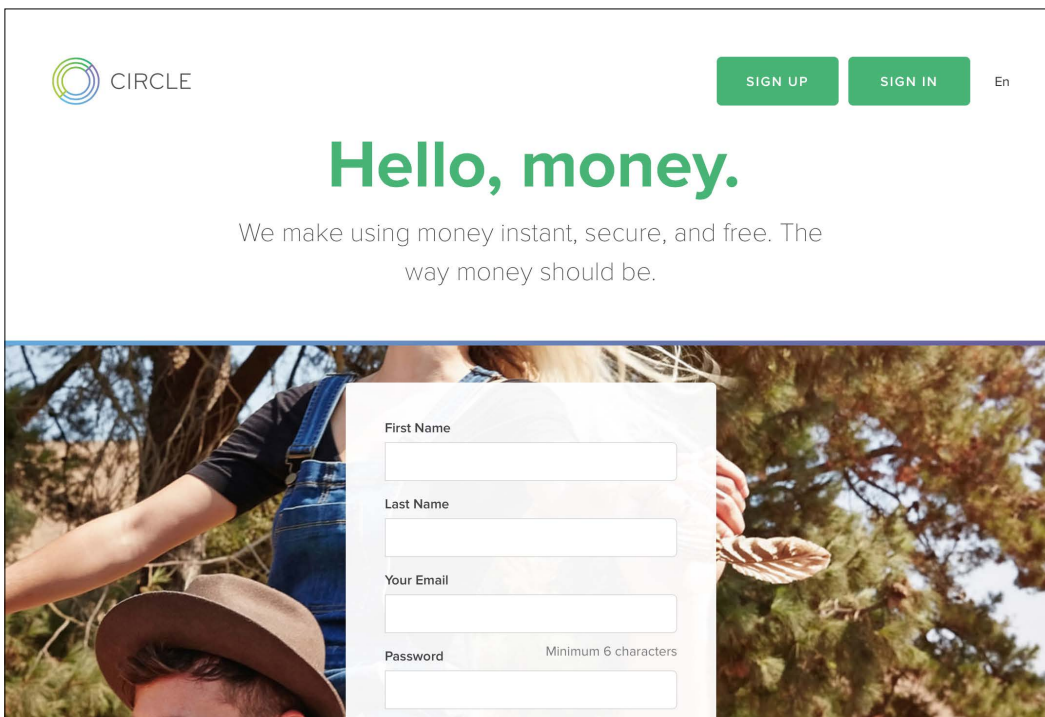 CIRCLE
SIGN UP
SIGN IN
En
Hello, money.
We make using money instant, secure, and free. The
way money should be.
First Name
Last Name
Your Email
Password
Minimum 6 characters